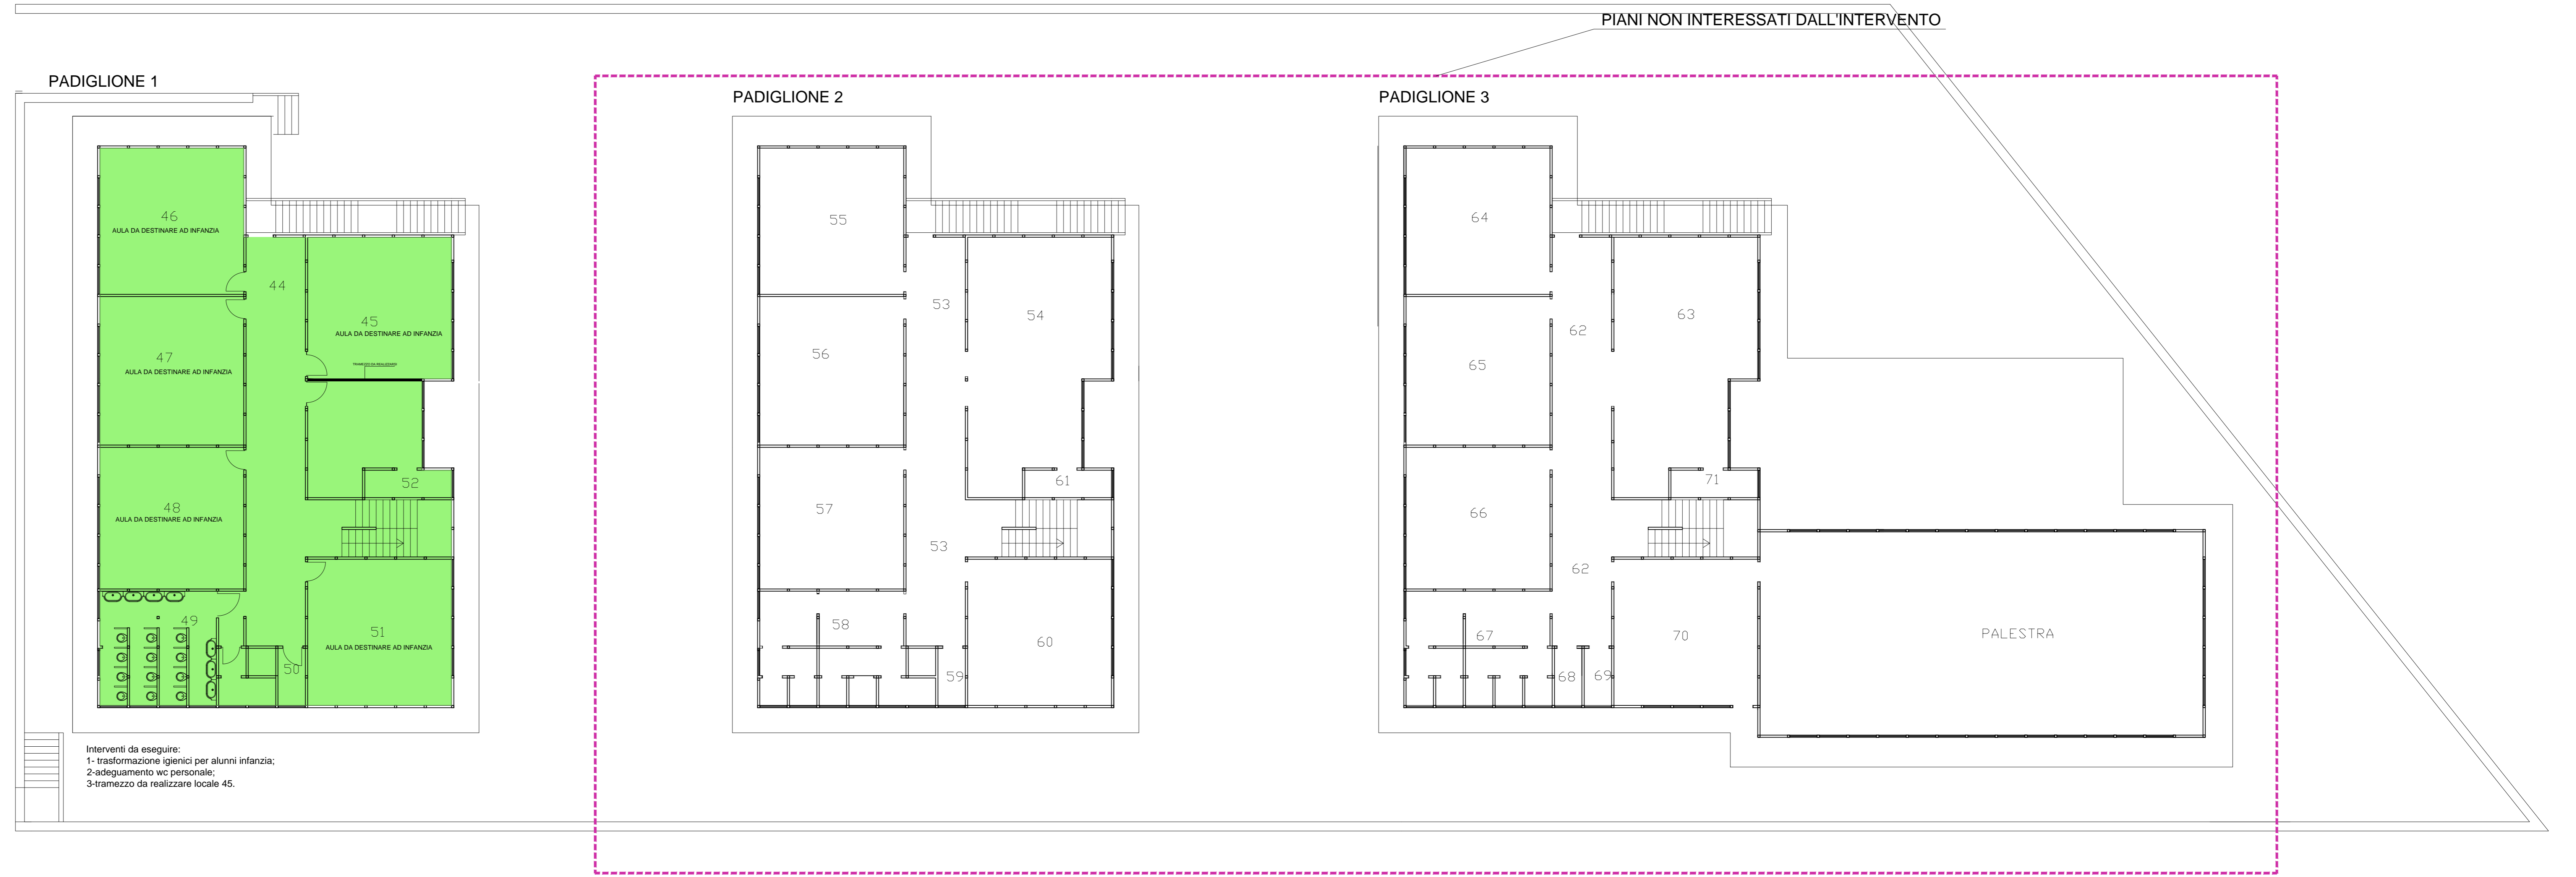 PIANI NON INTERESSATI DALL'INTERVENTO
PADIGLIONE 1
46
AULA DA DESTINARE AD INFANZIA
44
45
AULA DA DESTINARE AD INFANZIA
TRAMEZZO DA REALIZZARE
47
AULA DA DESTINARE AD INFANZIA
52
48
AULA DA DESTINARE AD INFANZIA
49
51
AULA DA DESTINARE AD INFANZIA
50
Interventi da eseguire:
1- trasformazione igienici per alunni infanzia;
2-adeguamento wc personale;
3-tramezzo da realizzare locale 45.
PADIGLIONE 2
55
53
54
56
61
57
53
58
60
59
PADIGLIONE 3
64
63
62
65
71
66
62
67
70
68
69
PALESTRA